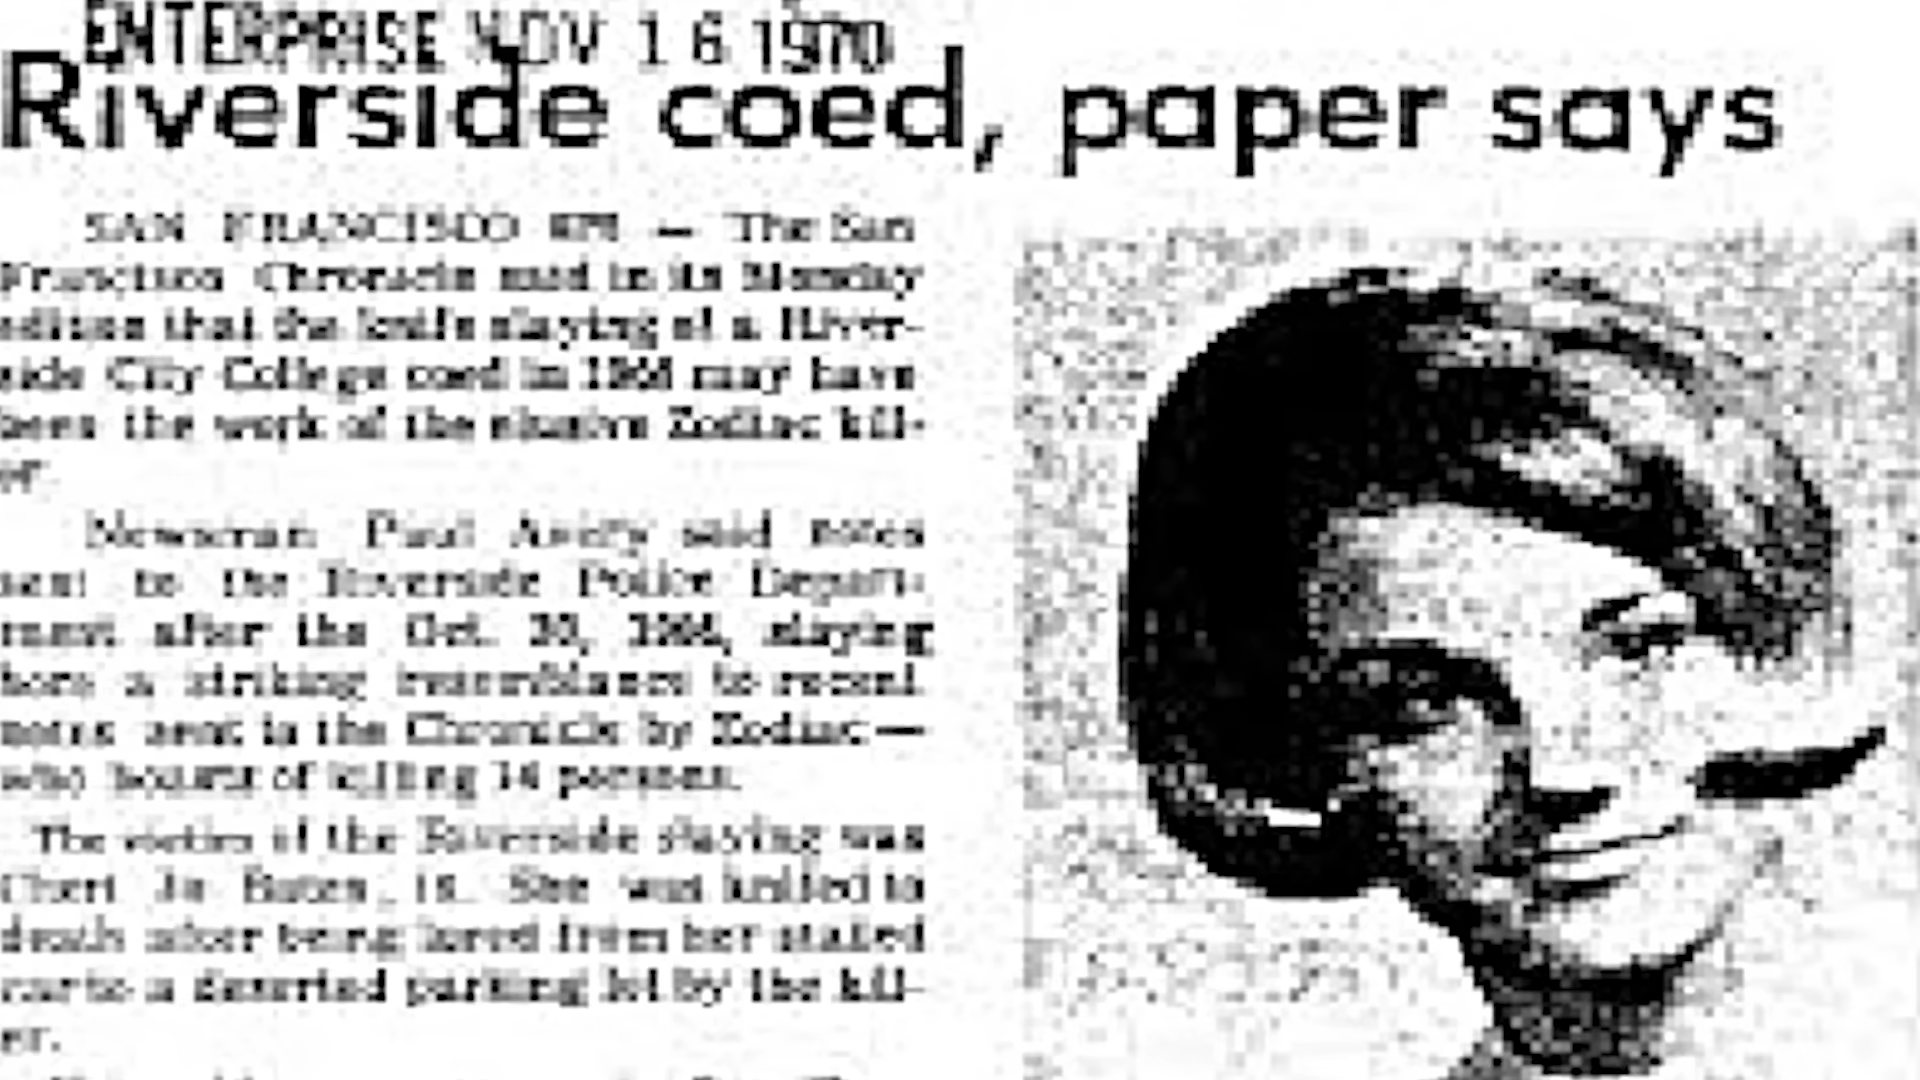 ENTERPRISE NOV 16 1970
Riverside coed, paper says
SAN FRANCISCO — The San
Francisco Chronicle said in its Monday
edition that the knife slaying of a River-
side City College coed in 1966 may have
been the work of the elusive Zodiac kil-
er.
Newsman Paul Avery said notes
sent to the Riverside Police Depart-
ment after the Oct. 30, 1966, slaying
bore a striking resemblance to recent
notes sent to the Chronicle by Zodiac —
who boasts of killing 14 persons.
The victim of the Riverside slaying was
Cheri Jo Bates, 18. She was knifed to
death after being lured from her stalled
car to a deserted parking lot by the kil-
er.